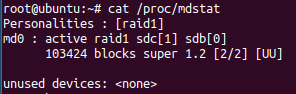 root@ubuntu:~# cat /proc/mdstat
Personalities : [raid1]
md0 : active raid1 sdc[1] sdb[0]
      103424 blocks super 1.2 [2/2] [UU]

unused devices: <none>